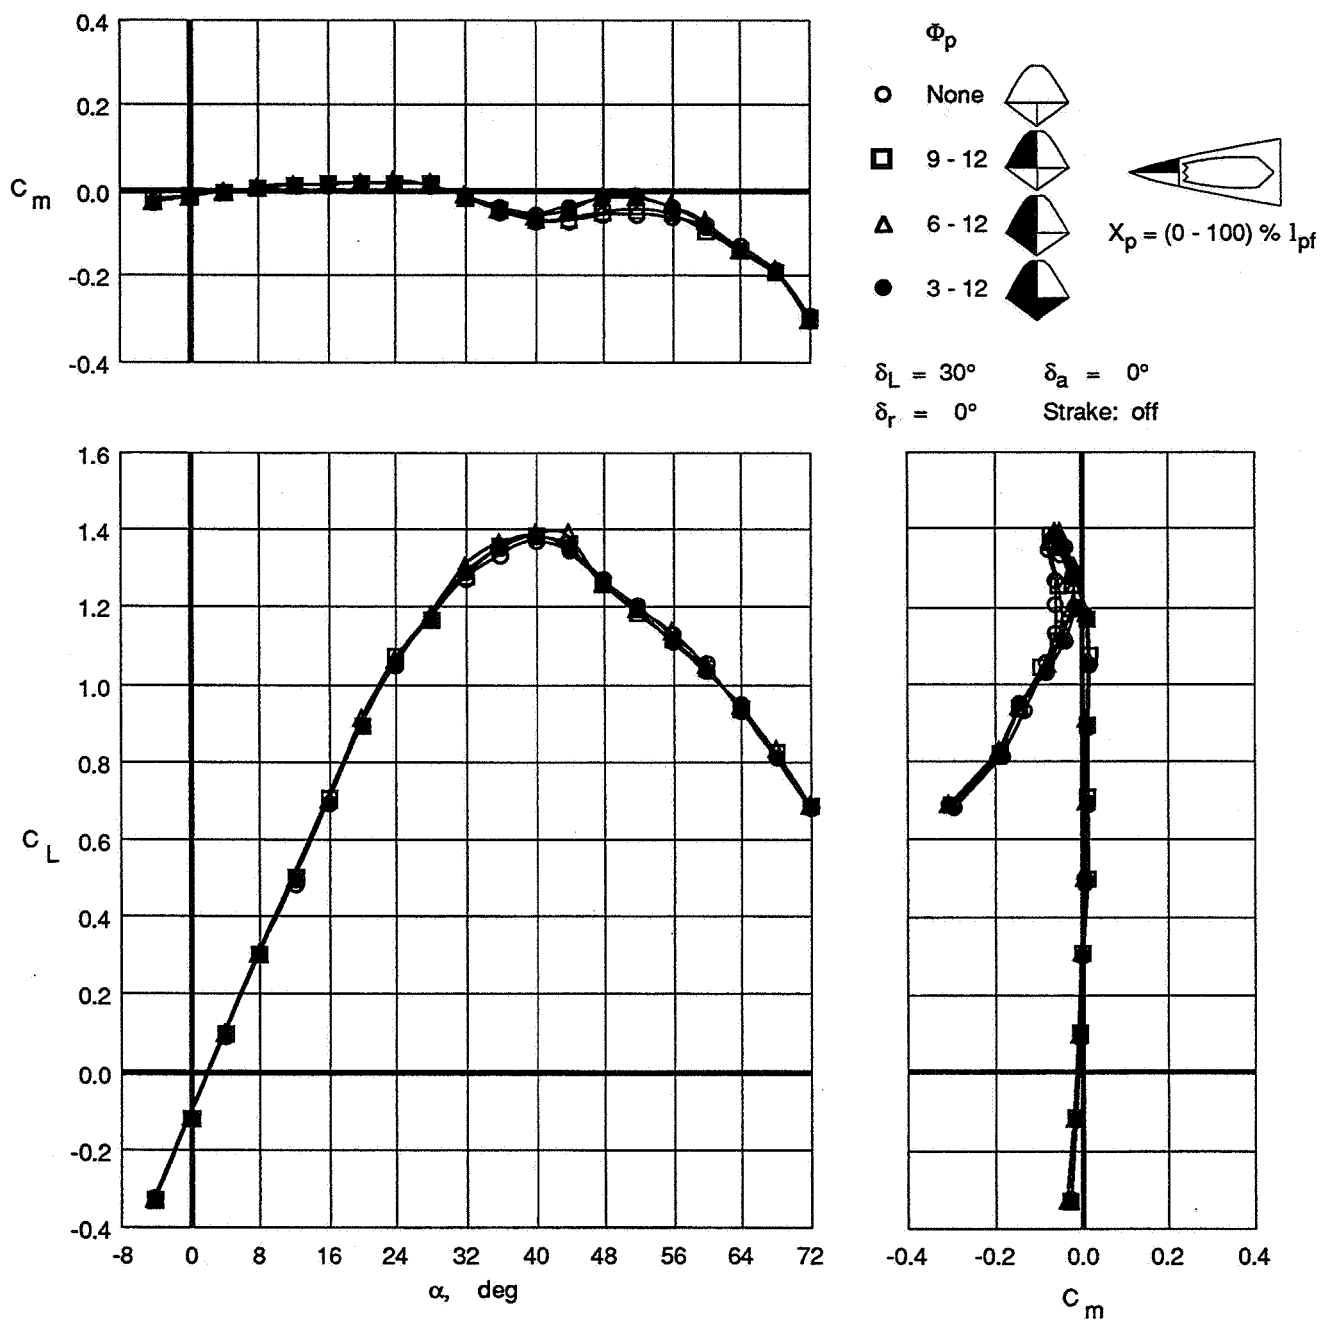 Φp
None
9 - 12
6 - 12
3 - 12
Xp = (0 - 100) % lpf
δL = 30° δa = 0°
δr = 0° Strake: off
0.4
0.2
0.0
-0.2
-0.4
Cm
1.6
1.4
1.2
1.0
0.8
0.6
0.4
0.2
0.0
-0.2
-0.4
CL
-8 0 8 16 24 32 40 48 56 64 72
α, deg
-0.4 -0.2 0.0 0.2 0.4
Cm